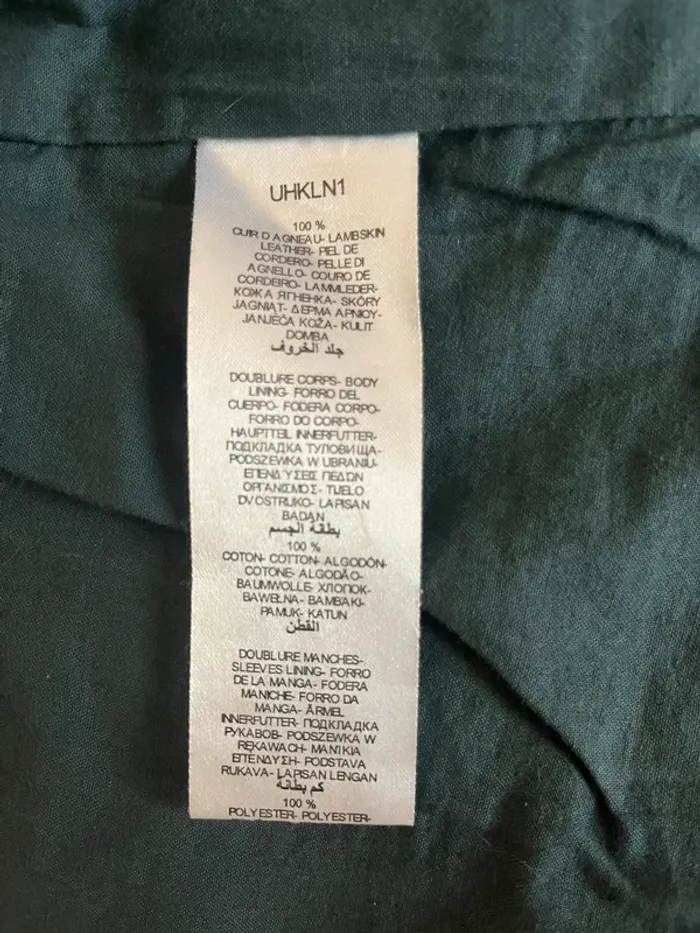 UHKLN1
100 %
CUIR D AGNEAU- LAMBSKIN
LEATHER- PIEL DE
CORDERO- PELLE DI
AGNELLO- COURO DE
CORDEIRO- LAMMLEDER-
КОЖА ЯГНЕНКА- SKÓRY
JAGNIĄT- ΔΕΡΜΑ ΑΡΝΙΟΥ-
JANJEĆA KOŽA- KULIT
DOMBA
جلد الخروف
DOUBLURE CORPS- BODY
LINING- FORRO DEL
CUERPO- FODERA CORPO-
FORRO DO CORPO-
HAUPTTEIL INNERFUTTER-
ПОДКЛАДКА ТУЛОВИЩА-
PODSZEWKA W UBRANIU-
ΕΠΕΝΔΎΣΕΙΣ ΠΕΔΩΝ
ΟΡΓΑΝΙΣΜΟΣ- TIJELO
DVOSTRUKO- LAPISAN
BADAN
بطانة الجسم
100 %
COTON- COTTON- ALGODÓN-
COTONE- ALGODÃO-
BAUMWOLLE- ХЛОПОК-
BAWEŁNA- ΒΑΜΒΑΚΙ-
PAMUK- KATUN
القطن
DOUBLURE MANCHES-
SLEEVES LINING- FORRO
DE LA MANGA- FODERA
MANICHE- FORRO DA
MANGA- ÄRMEL
INNERFUTTER- ПОДКЛАДКА
РУКАВОВ- PODSZEWKA W
RĘKAWACH- ΜΑΝΙΚΙΑ
ΕΠΕΝΔΥΣΗ- PODSTAVA
RUKAVA- LAPISAN LENGAN
كم بطانة
100 %
POLYESTER- POLYESTER-